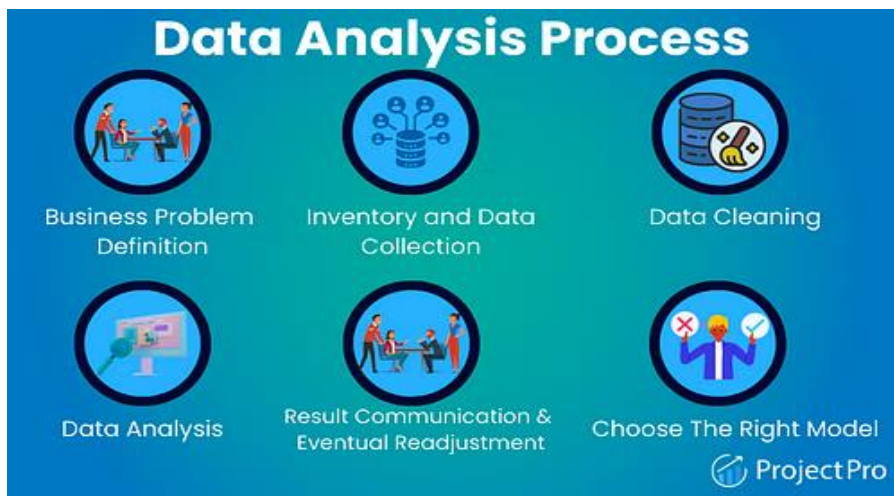 Data Analysis Process
Business Problem
Definition
Inventory and Data
Collection
Data Cleaning
Data Analysis
Result Communication &
Eventual Readjustment
Choose The Right Model
ProjectPro